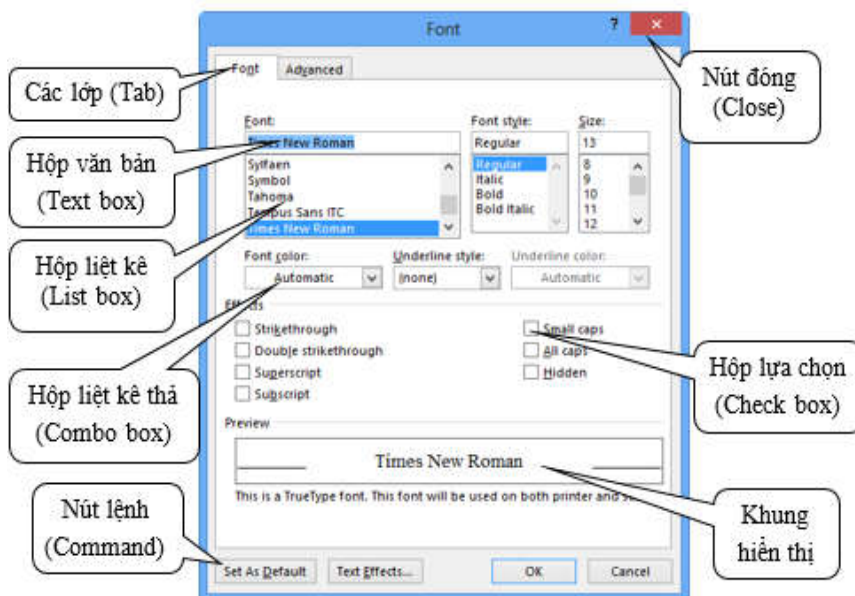 Font
?
Font
Advanced
Các lớp (Tab)
Nút đóng
(Close)
Font:
Font style:
Size:
Times New Roman
Regular
13
Hộp văn bản
(Text box)
Sylfaen
Symbol
Tahoma
Tempus Sans ITC
Times New Roman
Regular
Italic
Bold
Bold Italic
8
9
10
11
12
Hộp liệt kê
(List box)
Font color:
Underline style:
Underline color:
Automatic
(none)
Automatic
Effects
Strikethrough
Double strikethrough
Superscript
Subscript
Small caps
All caps
Hidden
Hộp liệt kê thả
(Combo box)
Hộp lựa chọn
(Check box)
Preview
Times New Roman
This is a TrueType font. This font will be used on both printer and
Nút lệnh
(Command)
Khung
hiển thị
Set As Default
Text Effects...
OK
Cancel